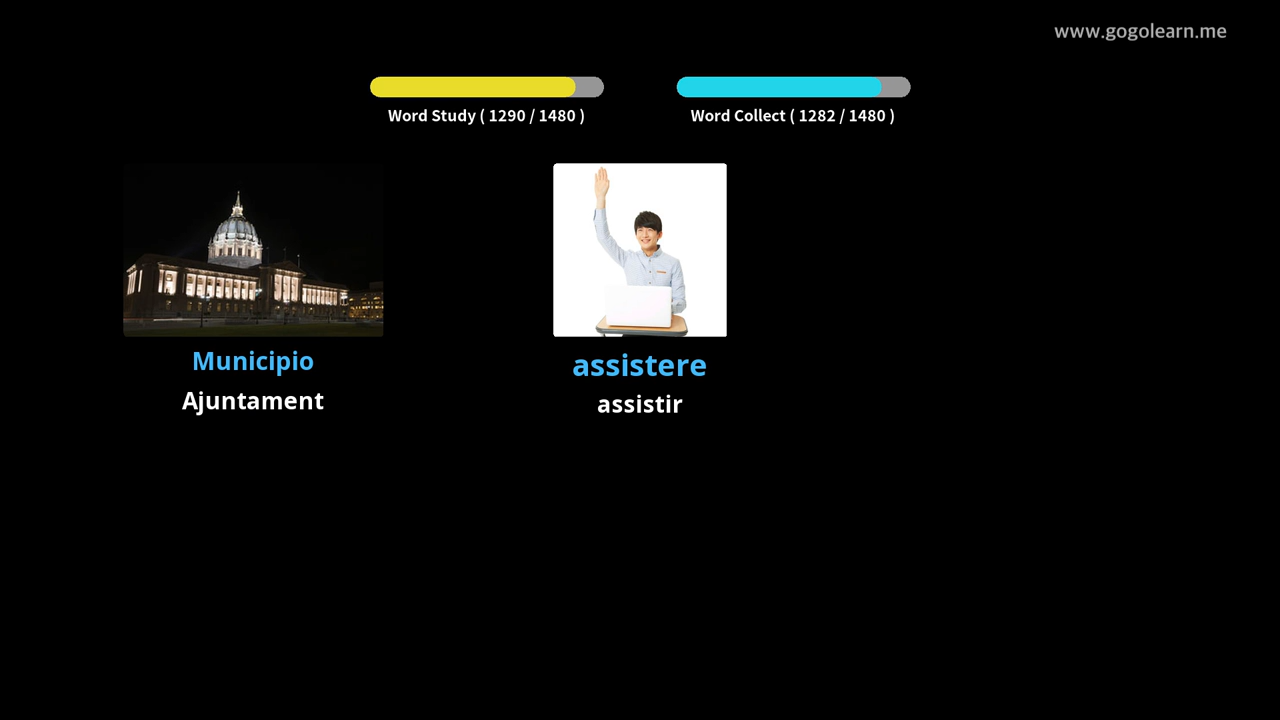 www.gogolearn.me
Word Study ( 1290 / 1480 )
Word Collect ( 1282 / 1480 )
Municipio
Ajuntament
assistere
assistir